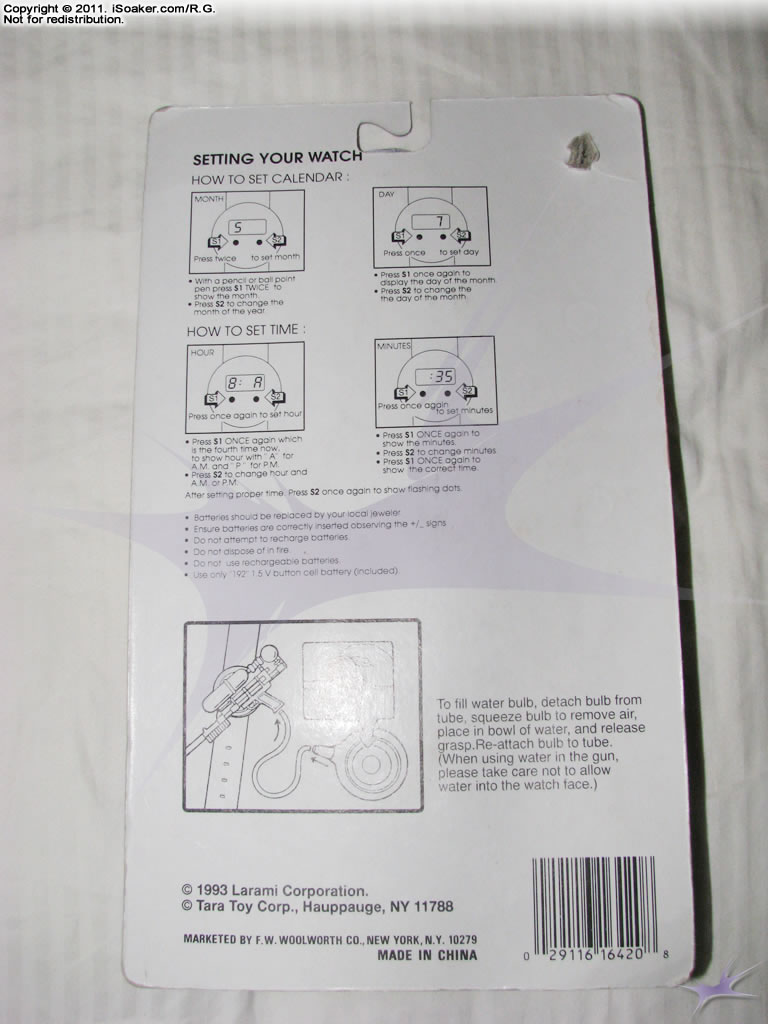 Copyright © 2011. iSoaker.com/R.G.
Not for redistribution.
SETTING YOUR WATCH
HOW TO SET CALENDAR :
MONTH
5
S1 S2
Press twice to set month
• With a pencil or ball point
pen press S1 TWICE to
show the month.
• Press S2 to change the
month of the year.
DAY
7
S1 S2
Press once to set day
• Press S1 once again to
display the day of the month.
• Press S2 to change the
the day of the month.
HOW TO SET TIME :
HOUR
8: A
S1 S2
Press once again to set hour
• Press S1 ONCE again which
is the fourth time now,
to show hour with "A" for
A.M. and "P" for P.M.
• Press S2 to change hour and
A.M. or P.M.
MINUTES
:35
S1 S2
Press once again
to set minutes
• Press S1 ONCE again to
show the minutes.
• Press S2 to change minutes.
• Press S1 ONCE again to
show the correct time.
After setting proper time. Press S2 once again to show flashing dots.
• Batteries should be replaced by your local jeweler.
• Ensure batteries are correctly inserted observing the +/_ signs
• Do not attempt to recharge batteries.
• Do not dispose of in fire.
• Do not use rechargeable batteries.
• Use only "192" 1.5 V button cell battery (included).
To fill water bulb, detach bulb from
tube, squeeze bulb to remove air,
place in bowl of water, and release
grasp.Re-attach bulb to tube.
(When using water in the gun,
please take care not to allow
water into the watch face.)
© 1993 Larami Corporation.
© Tara Toy Corp., Hauppauge, NY 11788
MARKETED BY F.W. WOOLWORTH CO., NEW YORK, N.Y. 10279
MADE IN CHINA
0 29116 16420 8